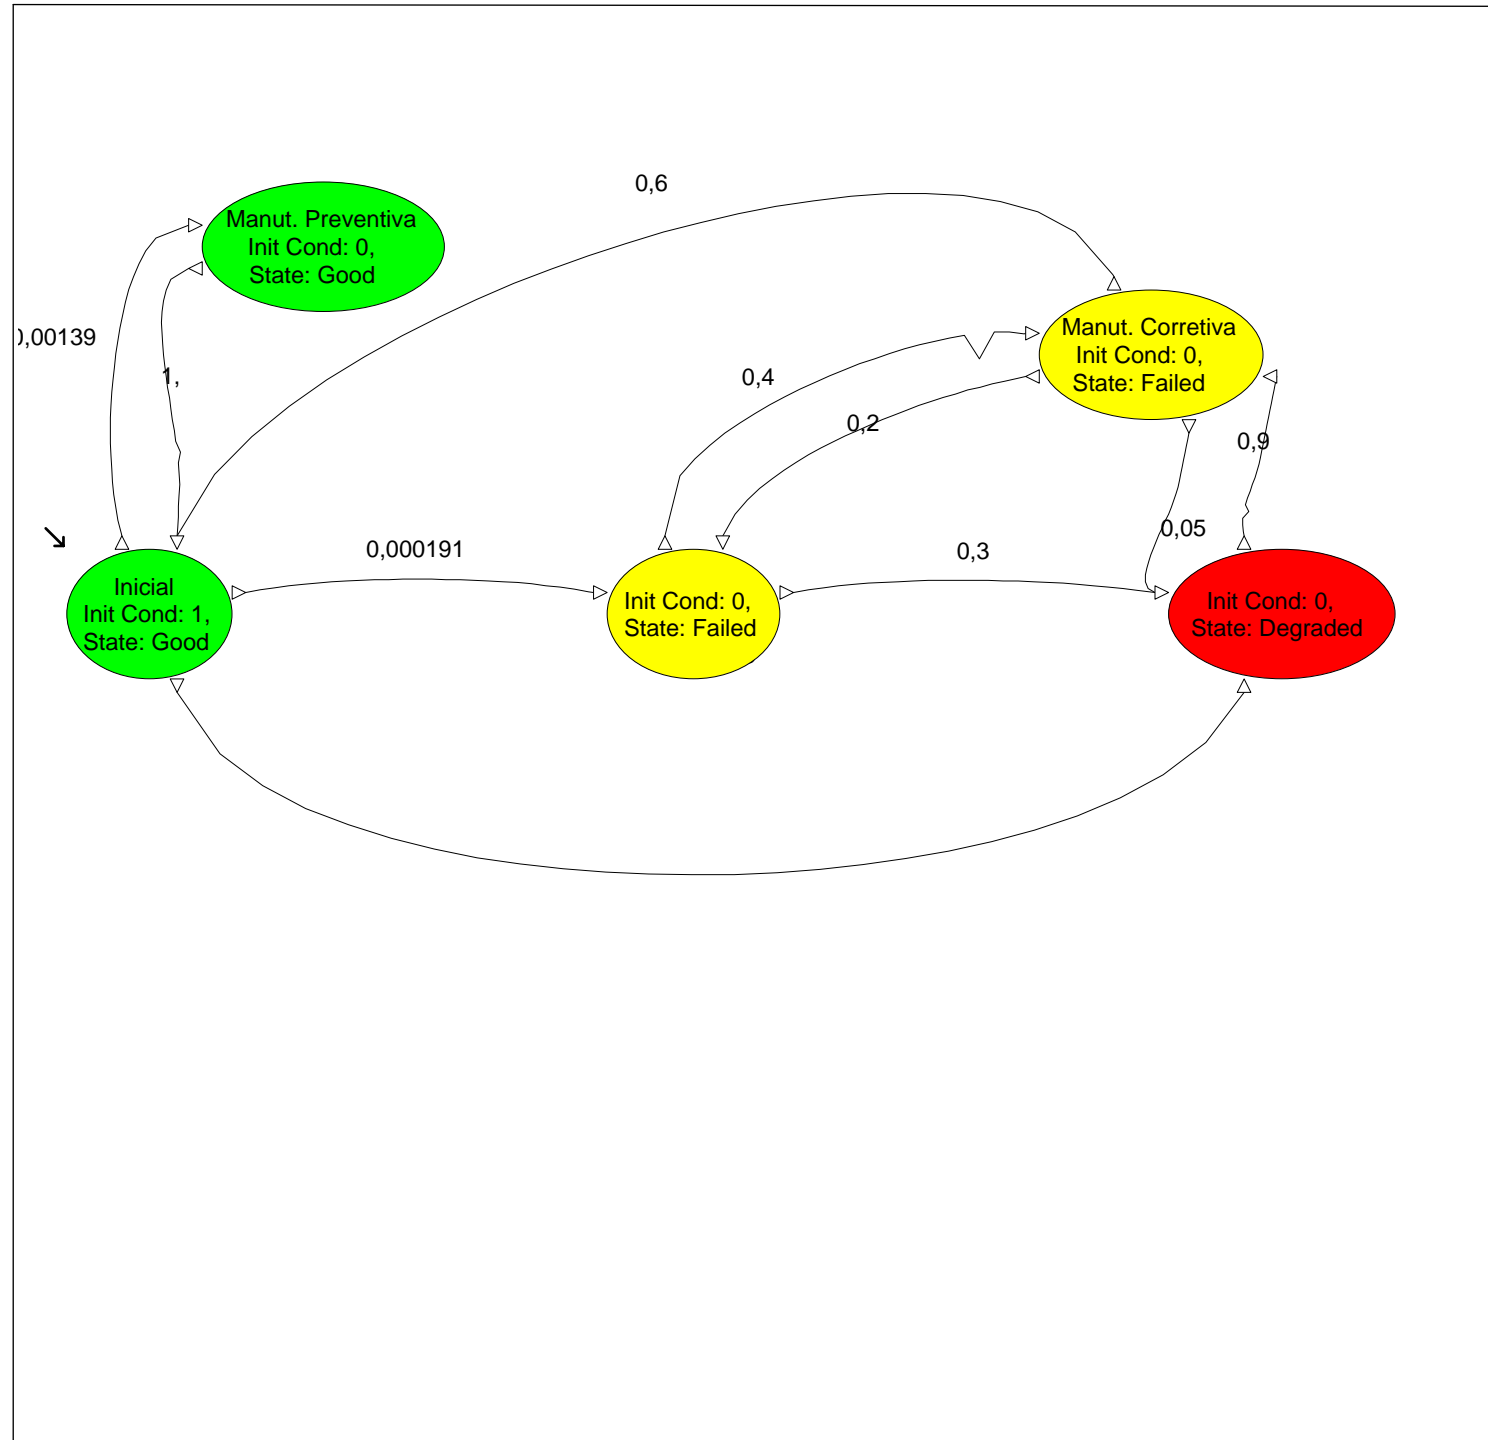 0,6
Manut. Preventiva
Init Cond: 0,
State: Good
Manut. Corretiva
Init Cond: 0,
State: Failed
,00139
1,
0,4
0,2
0,9
0,05
0,000191
0,3
Inicial
Init Cond: 1,
State: Good
Init Cond: 0,
State: Failed
Init Cond: 0,
State: Degraded